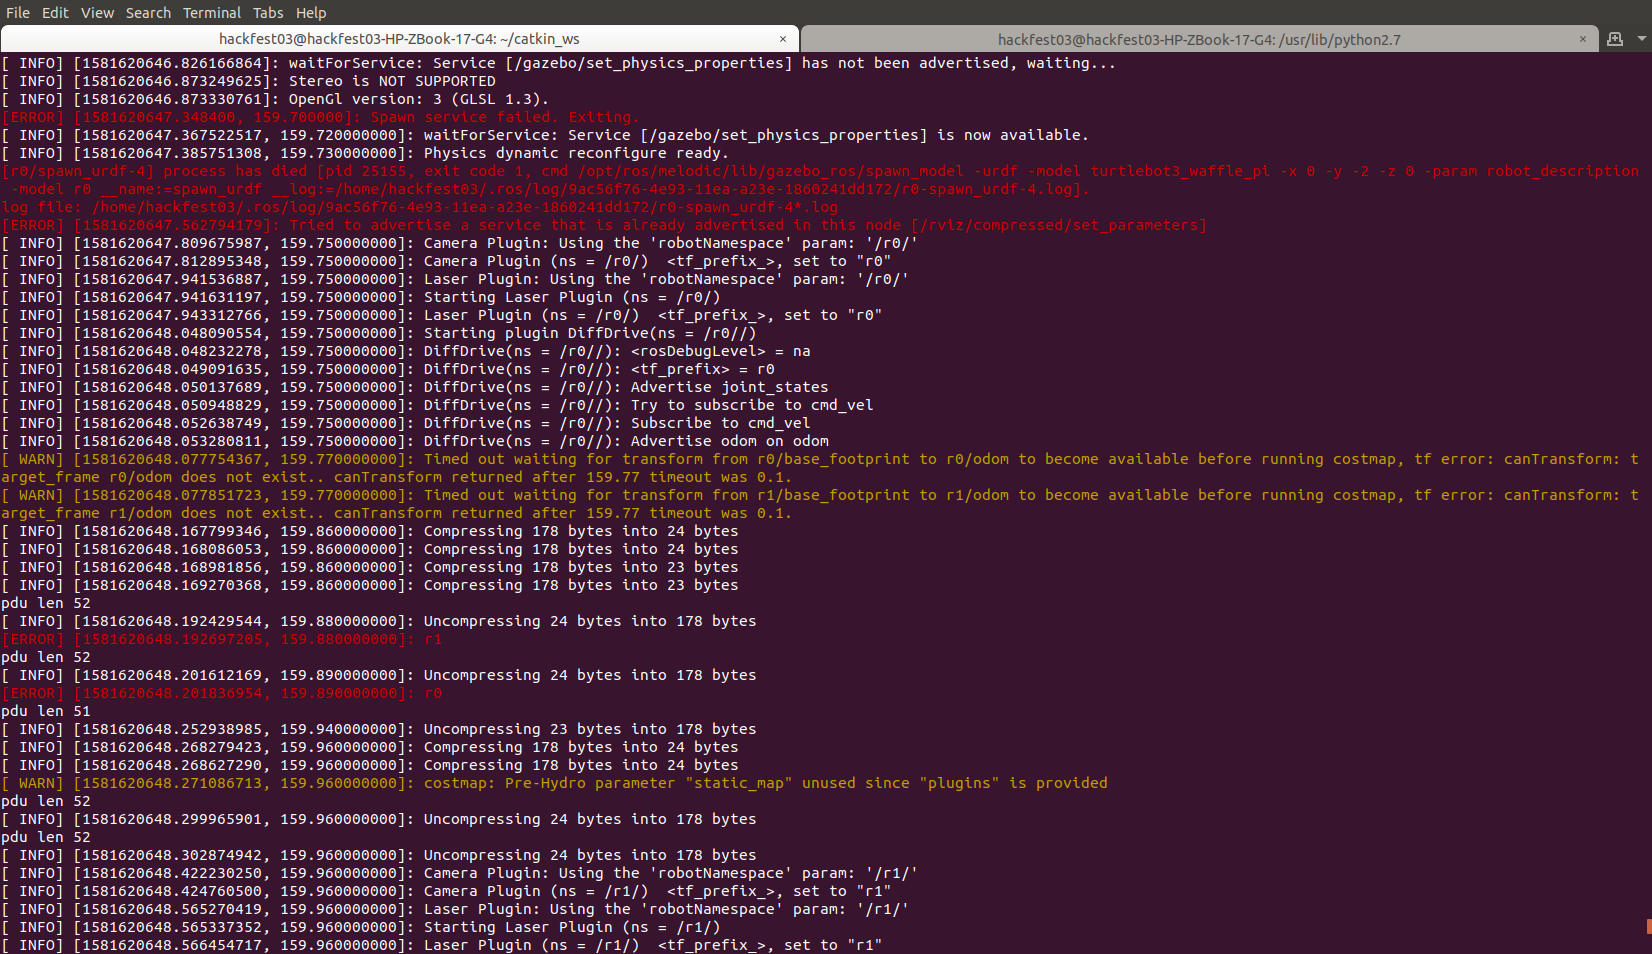 File Edit View Search Terminal Tabs Help
hackfest03@hackfest03-HP-ZBook-17-G4: ~/catkin_ws × hackfest03@hackfest03-HP-ZBook-17-G4: /usr/lib/python2.7 ×
[ INFO] [1581620646.826166864]: waitForService: Service [/gazebo/set_physics_properties] has not been advertised, waiting...
[ INFO] [1581620646.873249625]: Stereo is NOT SUPPORTED
[ INFO] [1581620646.873330761]: OpenGl version: 3 (GLSL 1.3).
[ERROR] [1581620647.348400, 159.700000]: Spawn service failed. Exiting.
[ INFO] [1581620647.367522517, 159.720000000]: waitForService: Service [/gazebo/set_physics_properties] is now available.
[ INFO] [1581620647.385751308, 159.730000000]: Physics dynamic reconfigure ready.
[r0/spawn_urdf-4] process has died [pid 25155, exit code 1, cmd /opt/ros/melodic/lib/gazebo_ros/spawn_model -urdf -model turtlebot3_waffle_pi -x 0 -y -2 -z 0 -param robot_description
 -model r0 __name:=spawn_urdf __log:=/home/hackfest03/.ros/log/9ac56f76-4e93-11ea-a23e-1860241dd172/r0-spawn_urdf-4.log].
log file: /home/hackfest03/.ros/log/9ac56f76-4e93-11ea-a23e-1860241dd172/r0-spawn_urdf-4*.log
[ERROR] [1581620647.562794179]: Tried to advertise a service that is already advertised in this node [/rviz/compressed/set_parameters]
[ INFO] [1581620647.809675987, 159.750000000]: Camera Plugin: Using the 'robotNamespace' param: '/r0/'
[ INFO] [1581620647.812895348, 159.750000000]: Camera Plugin (ns = /r0/)  <tf_prefix_>, set to "r0"
[ INFO] [1581620647.941536887, 159.750000000]: Laser Plugin: Using the 'robotNamespace' param: '/r0/'
[ INFO] [1581620647.941631197, 159.750000000]: Starting Laser Plugin (ns = /r0/)
[ INFO] [1581620647.943312766, 159.750000000]: Laser Plugin (ns = /r0/)  <tf_prefix_>, set to "r0"
[ INFO] [1581620648.048090554, 159.750000000]: Starting plugin DiffDrive(ns = /r0//)
[ INFO] [1581620648.048232278, 159.750000000]: DiffDrive(ns = /r0//): <rosDebugLevel> = na
[ INFO] [1581620648.049091635, 159.750000000]: DiffDrive(ns = /r0//): <tf_prefix> = r0
[ INFO] [1581620648.050137689, 159.750000000]: DiffDrive(ns = /r0//): Advertise joint_states
[ INFO] [1581620648.050948829, 159.750000000]: DiffDrive(ns = /r0//): Try to subscribe to cmd_vel
[ INFO] [1581620648.052638749, 159.750000000]: DiffDrive(ns = /r0//): Subscribe to cmd_vel
[ INFO] [1581620648.053280811, 159.750000000]: DiffDrive(ns = /r0//): Advertise odom on odom
[ WARN] [1581620648.077754367, 159.770000000]: Timed out waiting for transform from r0/base_footprint to r0/odom to become available before running costmap, tf error: canTransform: t
arget_frame r0/odom does not exist.. canTransform returned after 159.77 timeout was 0.1.
[ WARN] [1581620648.077851723, 159.770000000]: Timed out waiting for transform from r1/base_footprint to r1/odom to become available before running costmap, tf error: canTransform: t
arget_frame r1/odom does not exist.. canTransform returned after 159.77 timeout was 0.1.
[ INFO] [1581620648.167799346, 159.860000000]: Compressing 178 bytes into 24 bytes
[ INFO] [1581620648.168086053, 159.860000000]: Compressing 178 bytes into 24 bytes
[ INFO] [1581620648.168981856, 159.860000000]: Compressing 178 bytes into 23 bytes
[ INFO] [1581620648.169270368, 159.860000000]: Compressing 178 bytes into 23 bytes
pdu len 52
[ INFO] [1581620648.192429544, 159.880000000]: Uncompressing 24 bytes into 178 bytes
[ERROR] [1581620648.192697205, 159.880000000]: r1
pdu len 52
[ INFO] [1581620648.201612169, 159.890000000]: Uncompressing 24 bytes into 178 bytes
[ERROR] [1581620648.201836954, 159.890000000]: r0
pdu len 51
[ INFO] [1581620648.252938985, 159.940000000]: Uncompressing 23 bytes into 178 bytes
[ INFO] [1581620648.268279423, 159.960000000]: Compressing 178 bytes into 24 bytes
[ INFO] [1581620648.268627290, 159.960000000]: Compressing 178 bytes into 24 bytes
[ WARN] [1581620648.271086713, 159.960000000]: costmap: Pre-Hydro parameter "static_map" unused since "plugins" is provided
pdu len 52
[ INFO] [1581620648.299965901, 159.960000000]: Uncompressing 24 bytes into 178 bytes
pdu len 52
[ INFO] [1581620648.302874942, 159.960000000]: Uncompressing 24 bytes into 178 bytes
[ INFO] [1581620648.422230250, 159.960000000]: Camera Plugin: Using the 'robotNamespace' param: '/r1/'
[ INFO] [1581620648.424760500, 159.960000000]: Camera Plugin (ns = /r1/)  <tf_prefix_>, set to "r1"
[ INFO] [1581620648.565270419, 159.960000000]: Laser Plugin: Using the 'robotNamespace' param: '/r1/'
[ INFO] [1581620648.565337352, 159.960000000]: Starting Laser Plugin (ns = /r1/)
[ INFO] [1581620648.566454717, 159.960000000]: Laser Plugin (ns = /r1/)  <tf_prefix_>, set to "r1"